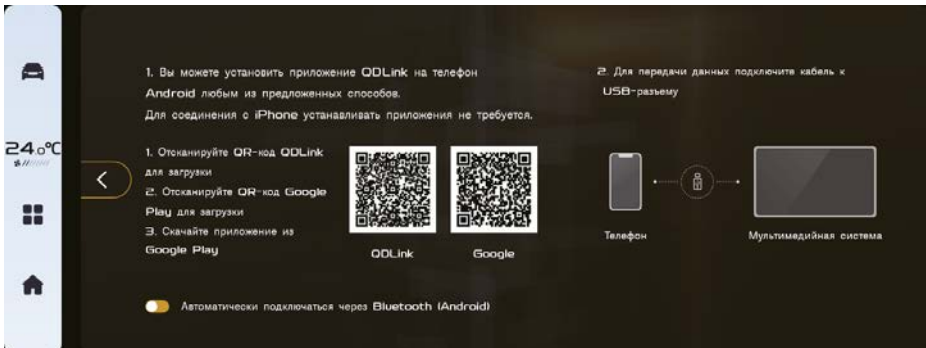 24.0°C
1. Вы можете установить приложение QDLink на телефон
Android любым из предложенных способов.
Для соединения с iPhone устанавливать приложения не требуется.
1. Отсканируйте QR-код QDLink
для загрузки
2. Отсканируйте QR-код Google
Play для загрузки
3. Скачайте приложение из
Google Play
QDLink
Google
Автоматически подключаться через Bluetooth (Android)
2. Для передачи данных подключите кабель к
USB-разъему
Телефон
Мультимедийная система